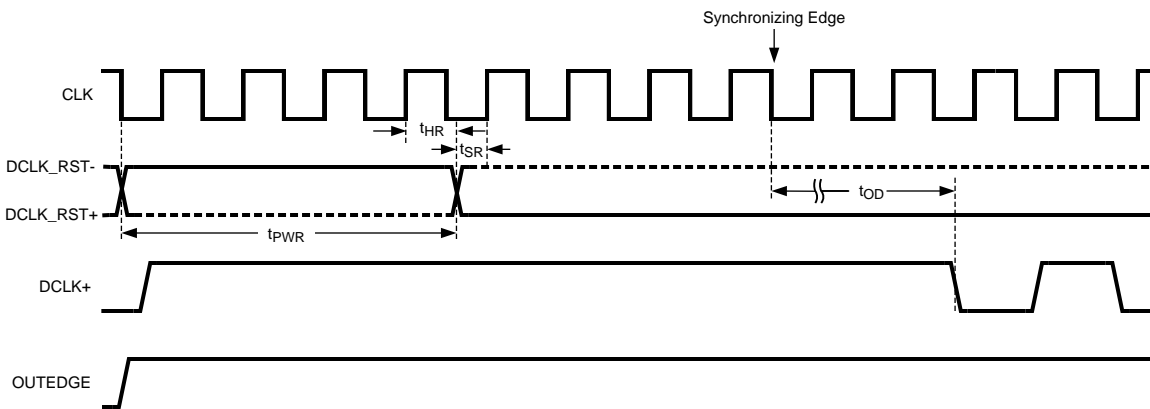 Synchronizing Edge
CLK
tHR
tSR
DCLK_RST-
tOD
DCLK_RST+
tPWR
DCLK+
OUTEDGE